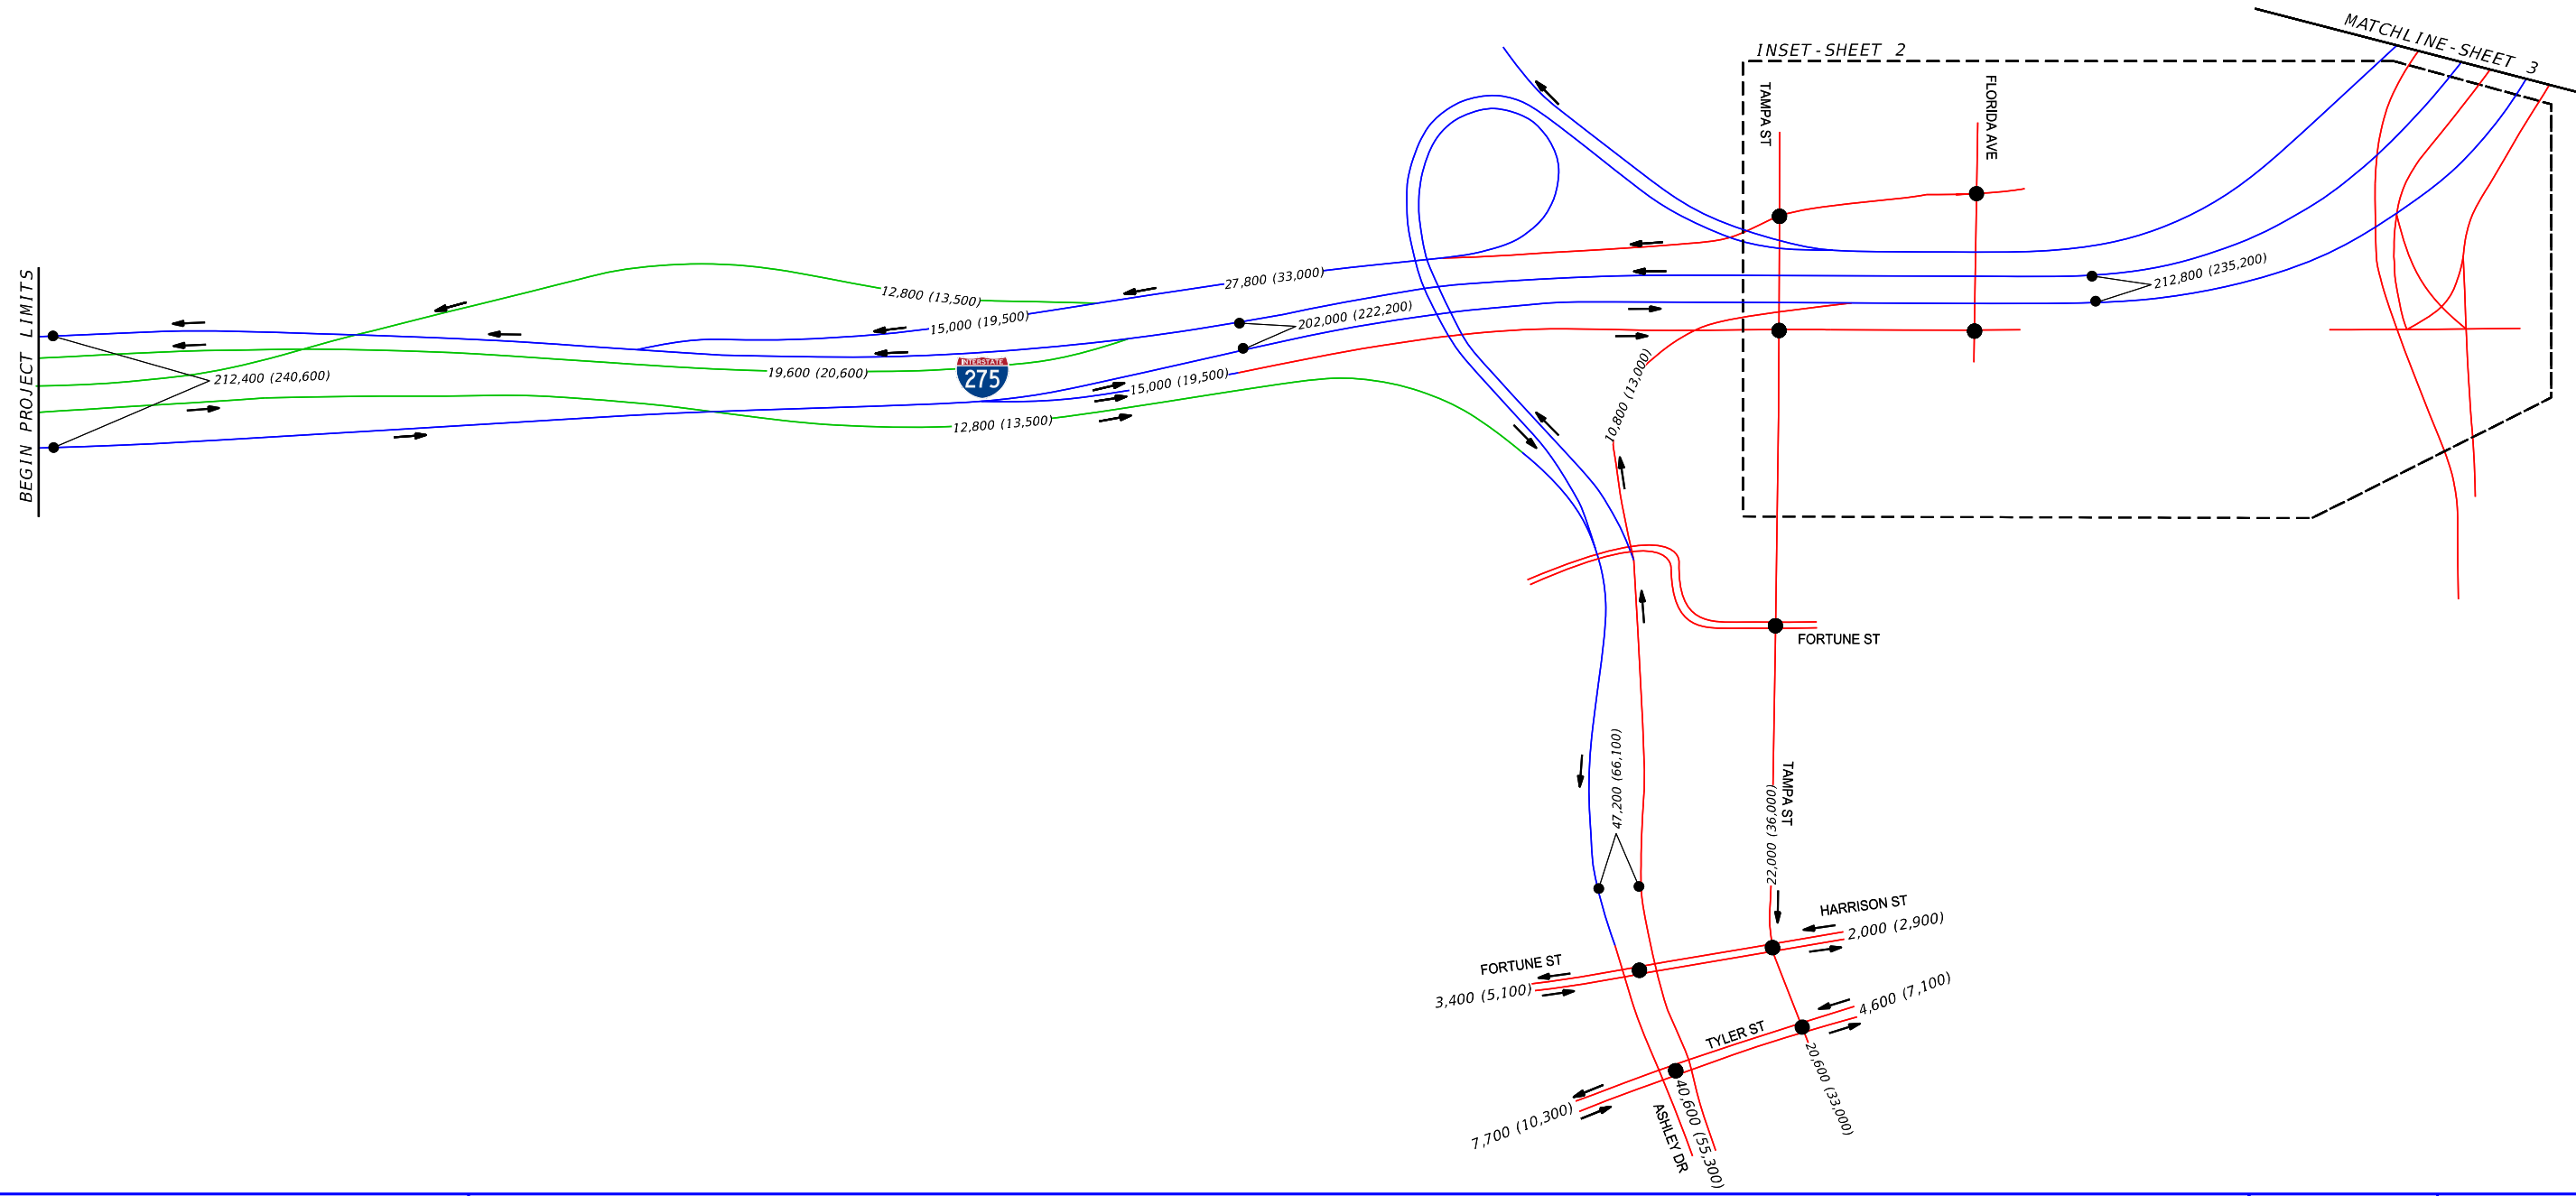 MATCHLINE-SHEET 3
INSET-SHEET 2
TAMPA ST
FLORIDA AVE
BEGIN PROJECT LIMITS
212,800 (235,200)
27,800 (33,000)
12,800 (13,500)
15,000 (19,500)
202,000 (222,200)
212,400 (240,600)
19,600 (20,600)
INTERSTATE
275
15,000 (19,500)
12,800 (13,500)
10,800 (13,000)
FORTUNE ST
47,200 (66,100)
TAMPA ST
22,000 (36,000)
HARRISON ST
2,000 (2,900)
FORTUNE ST
3,400 (5,100)
4,600 (7,100)
TYLER ST
20,600 (33,000)
7,700 (10,300)
40,600 (55,300)
ASHLEY DR